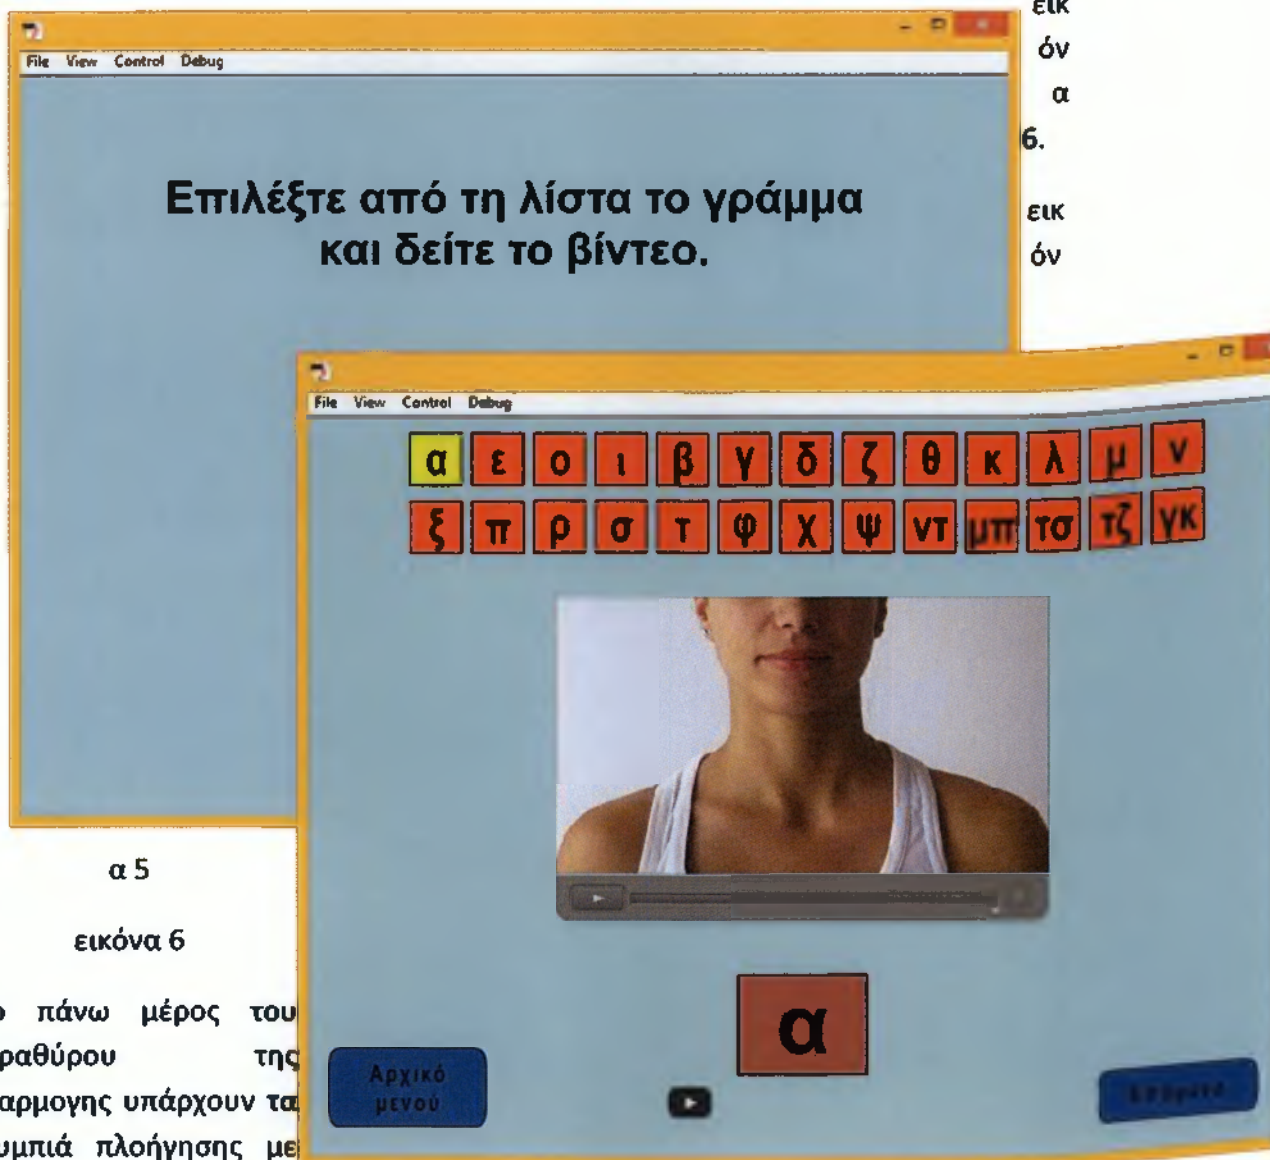 εικ
όν
α
6.
εικ
όν
File View Control Debug
Επιλέξτε από τη λίστα το γράμμα
και δείτε το βίντεο.
File View Control Debug
α ε ο ι β γ δ ζ θ κ λ μ ν
ξ π ρ σ τ φ χ ψ ντ μπ τσ τζ γκ
α
Αρχικό
μενού
α 5
εικόνα 6
πάνω μέρος του
ραθύρου της
αρμογης υπάρχουν τα
υμπιά πλοήγησης με